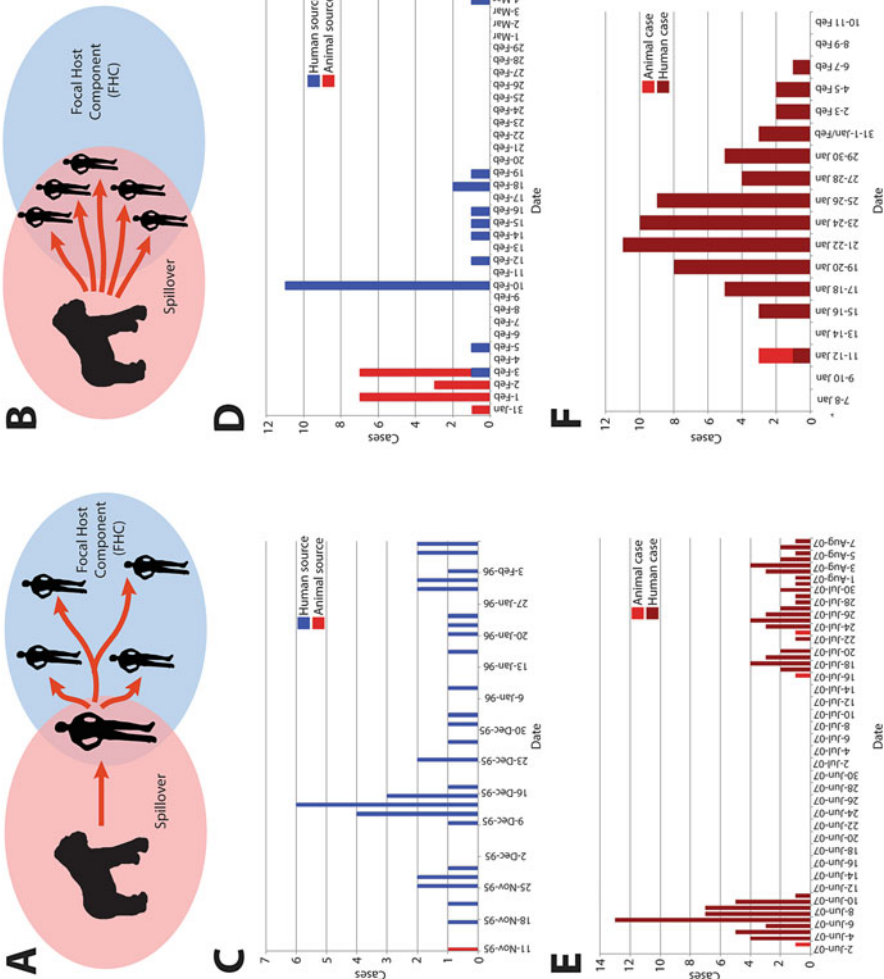 A
Spillover
Focal Host
Component
(FHC)
B
Spillover
Focal Host
Component
(FHC)
C
Human source
Animal source
7
6
5
4
3
2
1
0
Cases
11-Nov-95
18-Nov-95
25-Nov-95
2-Dec-95
9-Dec-95
16-Dec-95
23-Dec-95
30-Dec-95
6-Jan-96
13-Jan-96
20-Jan-96
27-Jan-96
3-Feb-96
Date
D
Human source
Animal source
12
10
8
6
4
2
0
Cases
31-Jan
1-Feb
2-Feb
3-Feb
4-Feb
5-Feb
6-Feb
7-Feb
8-Feb
9-Feb
10-Feb
11-Feb
12-Feb
13-Feb
14-Feb
15-Feb
16-Feb
17-Feb
18-Feb
19-Feb
20-Feb
21-Feb
22-Feb
23-Feb
24-Feb
25-Feb
26-Feb
27-Feb
28-Feb
29-Feb
1-Mar
2-Mar
3-Mar
Date
E
Animal case
Human case
14
12
10
8
6
4
2
0
Cases
2-Jun-07
4-Jun-07
6-Jun-07
8-Jun-07
10-Jun-07
12-Jun-07
14-Jun-07
16-Jun-07
18-Jun-07
20-Jun-07
22-Jun-07
24-Jun-07
26-Jun-07
28-Jun-07
30-Jun-07
2-Jul-07
4-Jul-07
6-Jul-07
8-Jul-07
10-Jul-07
12-Jul-07
14-Jul-07
16-Jul-07
18-Jul-07
20-Jul-07
22-Jul-07
24-Jul-07
26-Jul-07
28-Jul-07
30-Jul-07
1-Aug-07
3-Aug-07
5-Aug-07
7-Aug-07
Date
F
Animal case
Human case
12
10
8
6
4
2
0
Cases
7-8 Jan
9-10 Jan
11-12 Jan
13-14 Jan
15-16 Jan
17-18 Jan
19-20 Jan
21-22 Jan
23-24 Jan
25-26 Jan
27-28 Jan
29-30 Jan
31-1-Jan/Feb
2-3 Feb
4-5 Feb
6-7 Feb
8-9 Feb
10-11 Feb
Date